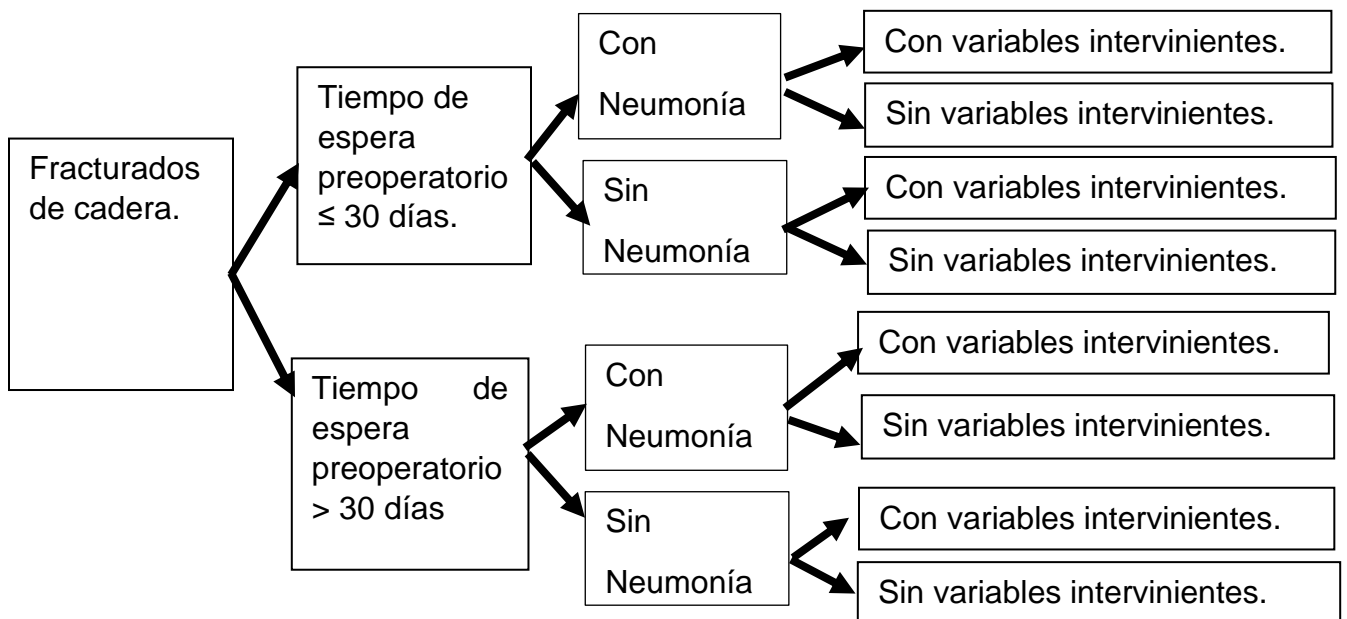 Fracturados
de cadera.
Tiempo de
espera
preoperatorio
≤ 30 días.
Con
Neumonía
Con variables intervinientes.
Sin variables intervinientes.
Sin
Neumonía
Con variables intervinientes.
Sin variables intervinientes.
Tiempo de
espera
preoperatorio
> 30 días
Con
Neumonía
Con variables intervinientes.
Sin variables intervinientes.
Sin
Neumonía
Con variables intervinientes.
Sin variables intervinientes.